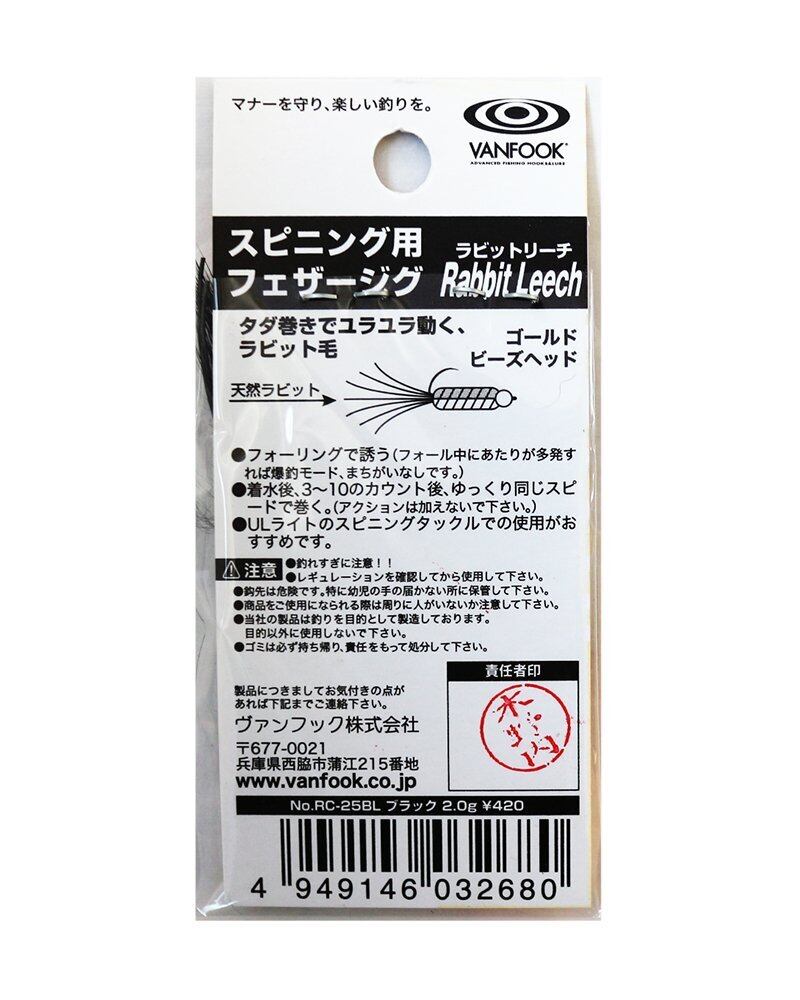 マナーを守り、楽しい釣りを。
VANFOOK
ADVANCED FISHING HOOK&LURE
スピニング用
フェザージグ
ラビットリーチ
Rabbit Leech
タダ巻きでユラユラ動く、
ラビット毛
ゴールド
ビーズヘッド
天然ラビット
●フォーリングで誘う(フォール中にあたりが多発す
れば爆釣モード、まちがいなしです。)
●着水後、3〜10のカウント後、ゆっくり同じスピ
ードで巻く。(アクションは加えないで下さい。)
●ULライトのスピニングタックルでの使用がお
すすめです。
注意
●釣れすぎに注意!!
●レギュレーションを確認してから使用して下さい。
●鈎先は危険です。特に幼児の手の届かない所に保管して下さい。
●商品をご使用になられる際は周りに人がいないか注意して下さい。
●当社の製品は釣りを目的として製造しております。
目的以外に使用しないで下さい。
●ゴミは必ず持ち帰り、責任をもって処分して下さい。
責任者印
製品につきましてお気付きの点が
あれば下記までご連絡下さい。
ヴァンフック株式会社
〒677-0021
兵庫県西脇市蒲江215番地
www.vanfook.co.jp
No.RC-25BL ブラック 2.0g ¥420
4 949146 032680